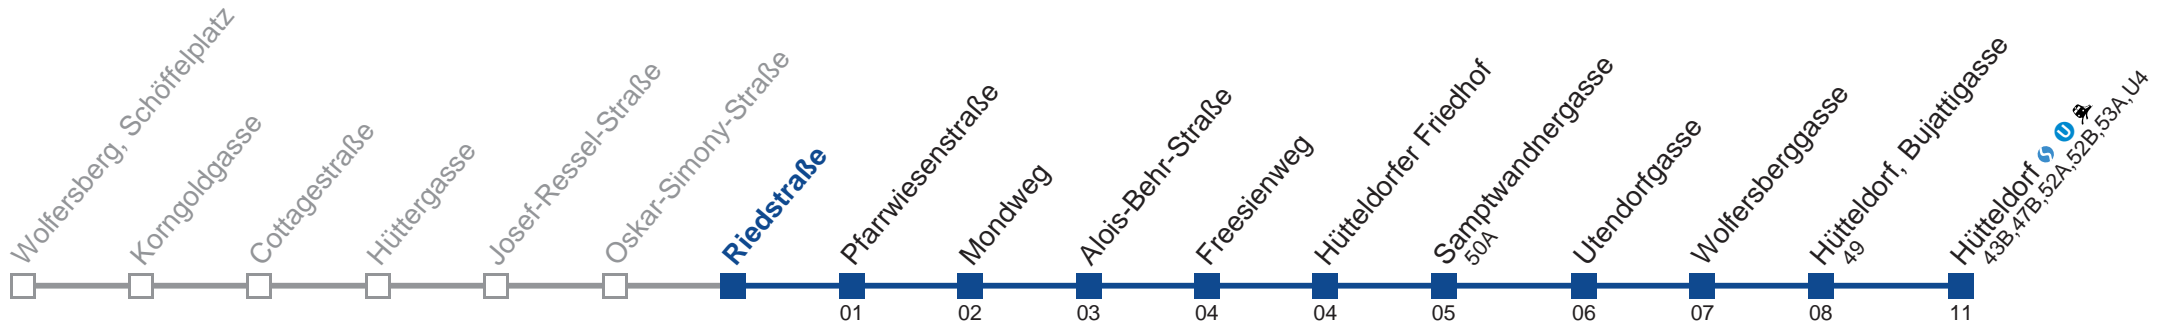 Wolfersberg, Schöffelplatz
Korngoldgasse
Cottagestraße
Hüttergasse
Josef-Ressel-Straße
Oskar-Simony-Straße
Riedstraße
Pfarrwiesenstraße
01
Mondweg
02
Alois-Behr-Straße
03
Freesienweg
04
Hütteldorfer Friedhof
04
Samptwandnergasse
50A
05
Utendorfgasse
06
Wolfersberggasse
07
Hütteldorf, Bujattigasse
49
08
Hütteldorf S U
43B,47B,52A,52B,53A,U4
11